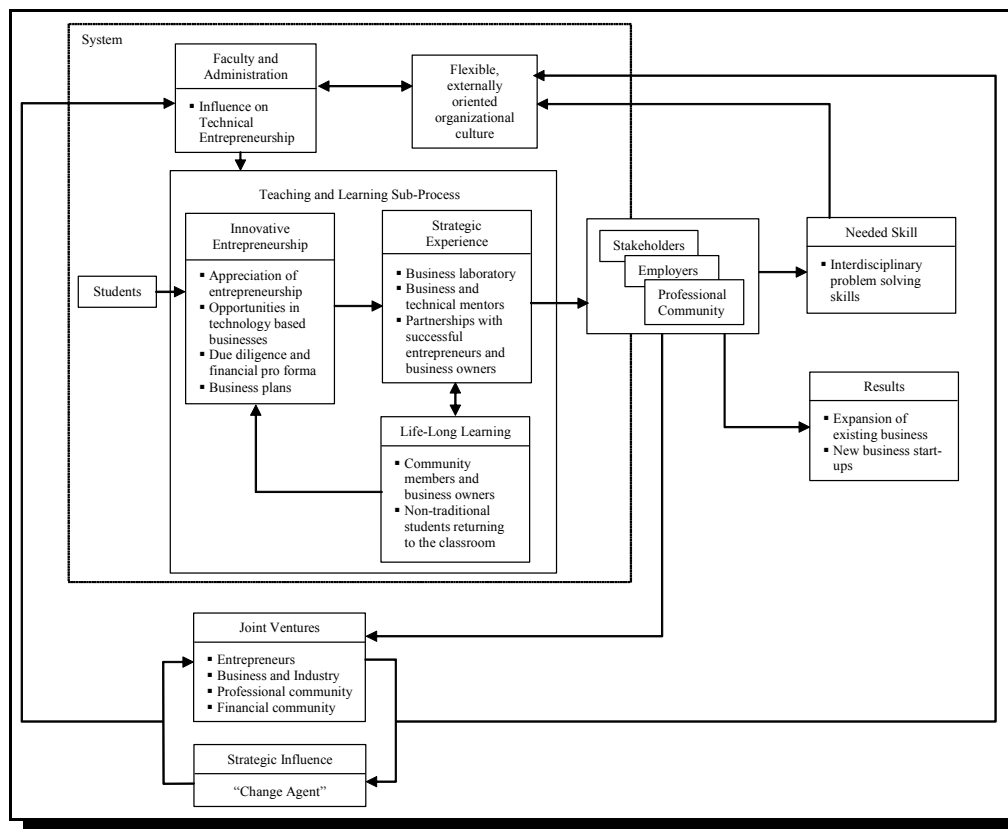 System
Faculty and
Administration
▪ Influence on
Technical
Entrepreneurship
Flexible,
externally
oriented
organizational
culture
Teaching and Learning Sub-Process
Students
Innovative
Entrepreneurship
▪ Appreciation of
entrepreneurship
▪ Opportunities in
technology based
businesses
▪ Due diligence and
financial pro forma
▪ Business plans
Strategic
Experience
▪ Business laboratory
▪ Business and
technical mentors
▪ Partnerships with
successful
entrepreneurs and
business owners
Life-Long Learning
▪ Community
members and
business owners
▪ Non-traditional
students returning
to the classroom
Stakeholders
Employers
Professional
Community
Needed Skill
▪ Interdisciplinary
problem solving
skills
Results
▪ Expansion of
existing business
▪ New business start-
ups
Joint Ventures
▪ Entrepreneurs
▪ Business and Industry
▪ Professional community
▪ Financial community
Strategic Influence
“Change Agent”